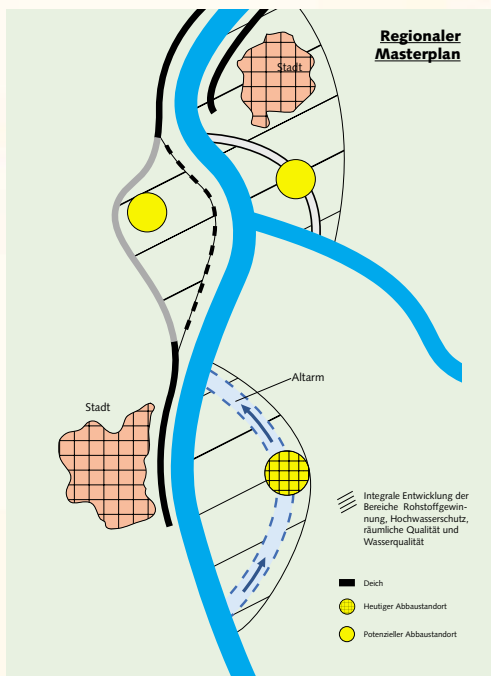 Regionaler
Masterplan
Stadt
Altarm
Stadt
Integrale Entwicklung der
Bereiche Rohstoffgewin-
nung, Hochwasserschutz,
räumliche Qualität und
Wasserqualität
Deich
Heutiger Abbaustandort
Potenzieller Abbaustandort